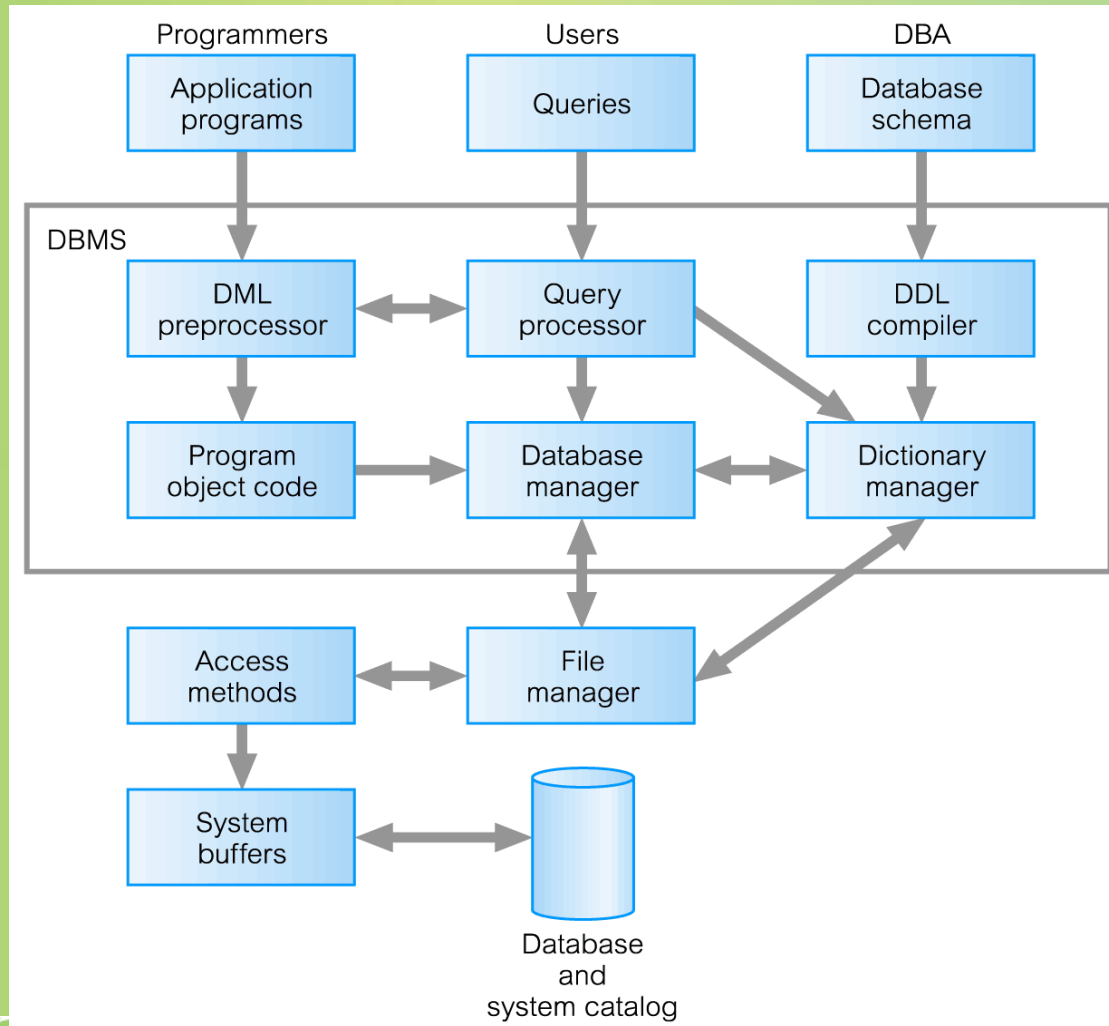 Programmers
Users
DBA
Application
programs
Queries
Database
schema
DBMS
DML
preprocessor
Query
processor
DDL
compiler
Program
object code
Database
manager
Dictionary
manager
Access
methods
File
manager
System
buffers
Database
and
system catalog